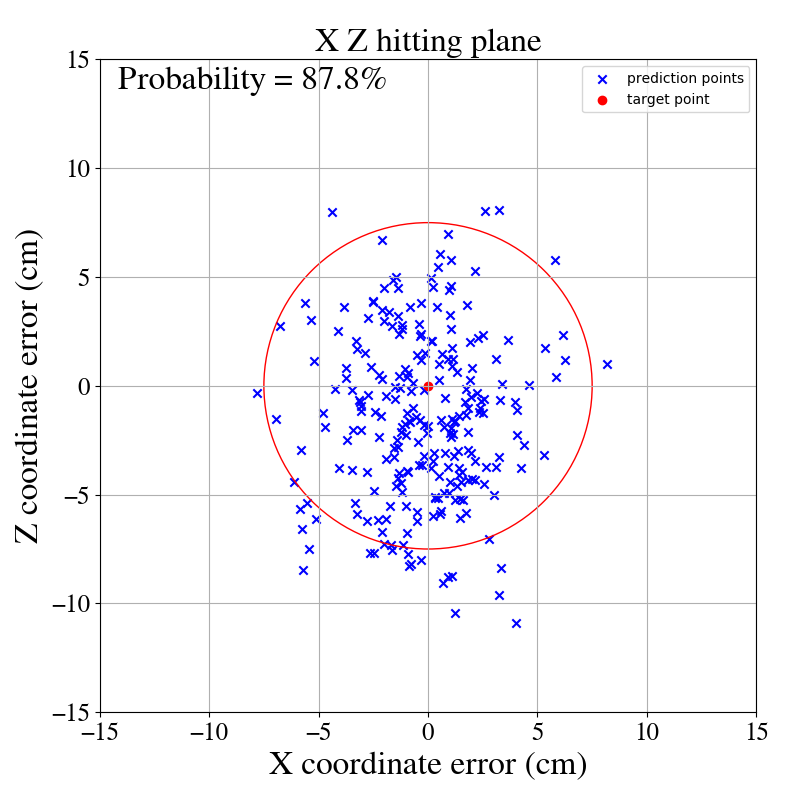 X Z hitting plane
Probability = 87.8%
prediction points
target point
Z coordinate error (cm)
15
10
5
0
−5
−10
−15
−15
−10
−5
0
5
10
15
X coordinate error (cm)